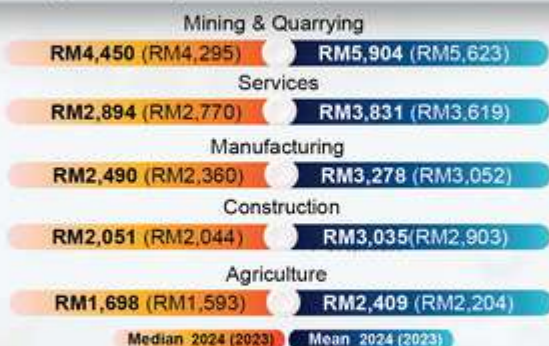 Mining & Quarrying
RM4,450 (RM4,295) RM5,904 (RM5,623)
Services
RM2,894 (RM2,770) RM3,831 (RM3,619)
Manufacturing
RM2,490 (RM2,360) RM3,278 (RM3,052)
Construction
RM2,051 (RM2,044) RM3,035(RM2,903)
Agriculture
RM1,698 (RM1,593) RM2,409 (RM2,204)
Median 2024 (2023) Mean 2024 (2023)